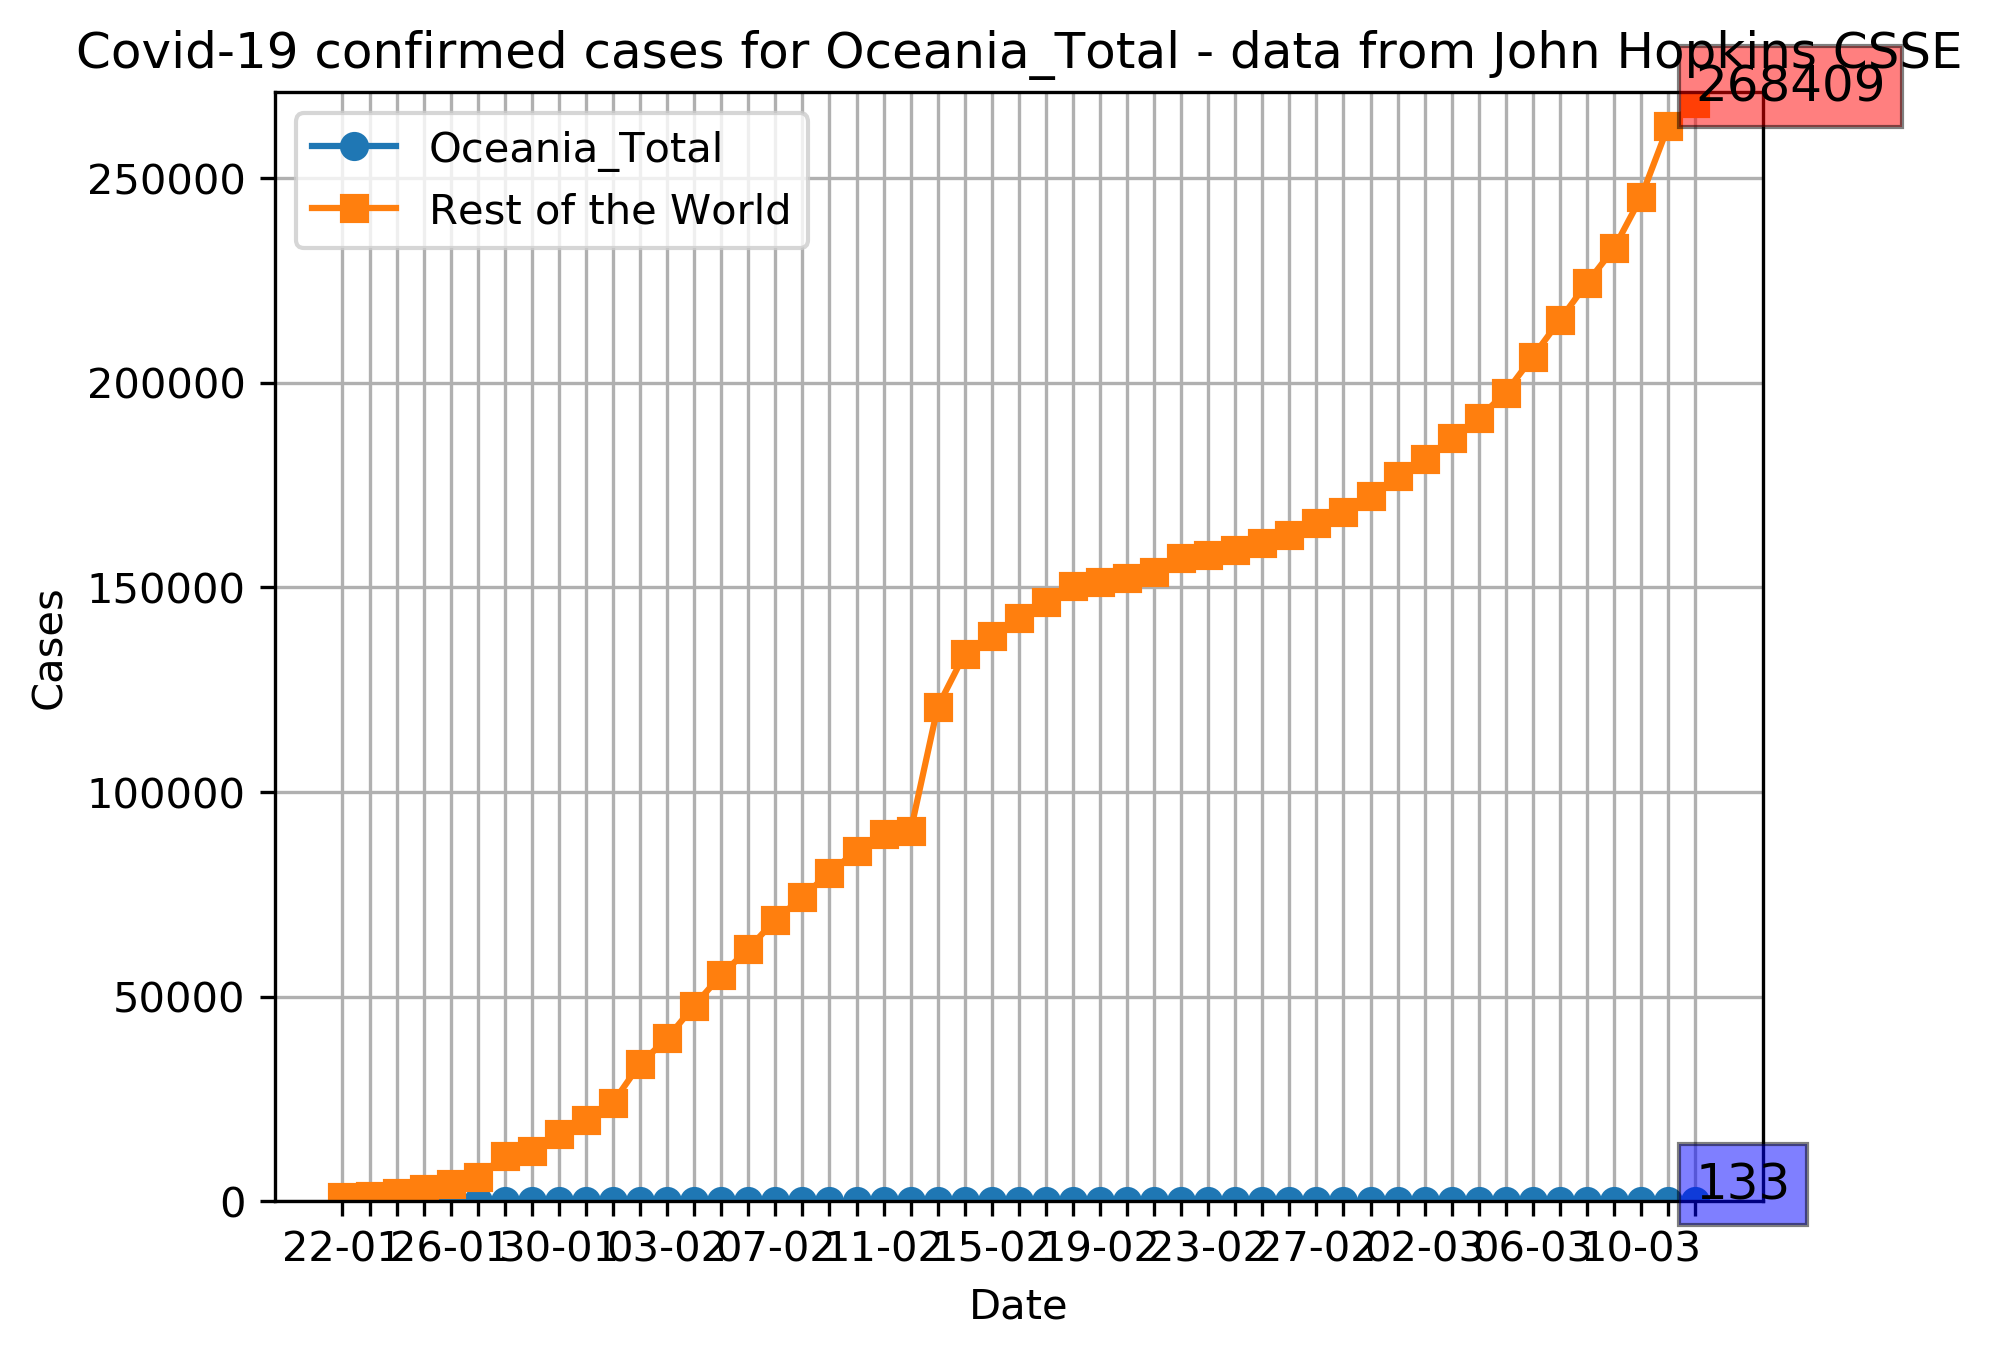 Covid-19 confirmed cases for Oceania_Total - data from John Hopkins CSSE
268409
Oceania_Total
Rest of the World
250000
200000
150000
100000
50000
0
Cases
133
22-01 26-01 30-01 03-02 07-02 11-02 15-02 19-02 23-02 27-02 02-03 06-03 10-03
Date